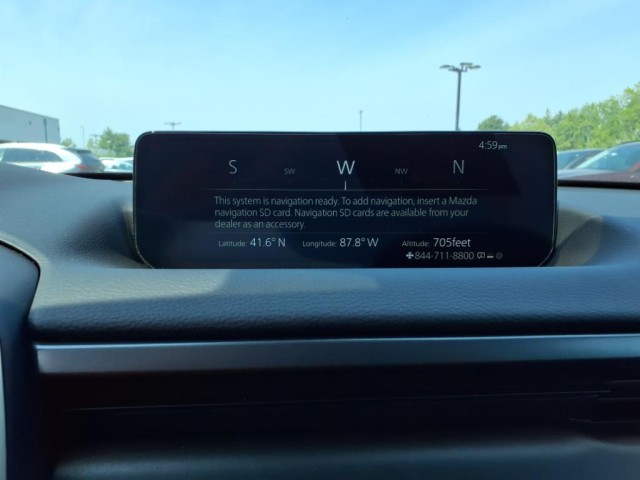 4:59pm
S SW W NW N
This system is navigation ready. To add navigation, insert a Mazda
navigation SD card. Navigation SD cards are available from your
dealer as an accessory.
Latitude: 41.6° N Longitude: 87.8° W Altitude: 705feet
844-711-8800